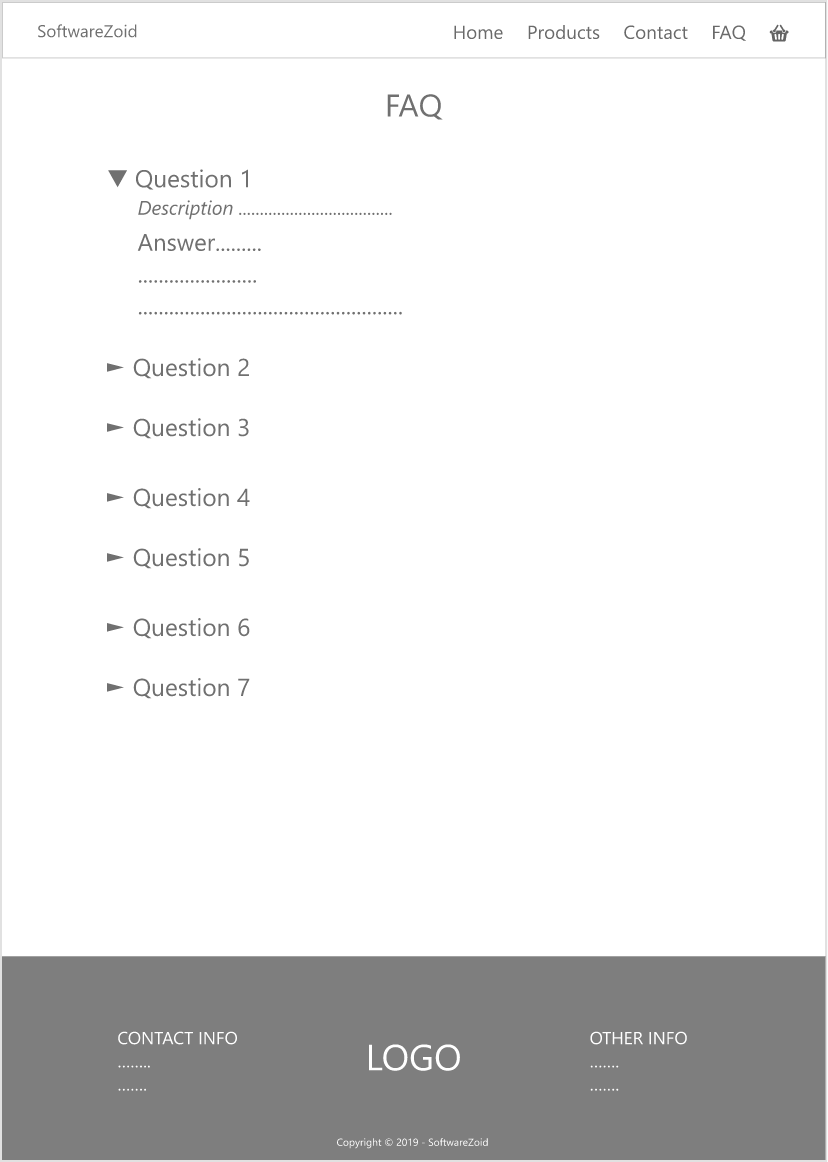 SoftwareZoid
Home Products Contact FAQ
FAQ
Question 1
Description ....................................
Answer.........
.......................
...................................................
Question 2
Question 3
Question 4
Question 5
Question 6
Question 7
CONTACT INFO
........
.......
LOGO
OTHER INFO
.......
.......
Copyright © 2019 - SoftwareZoid